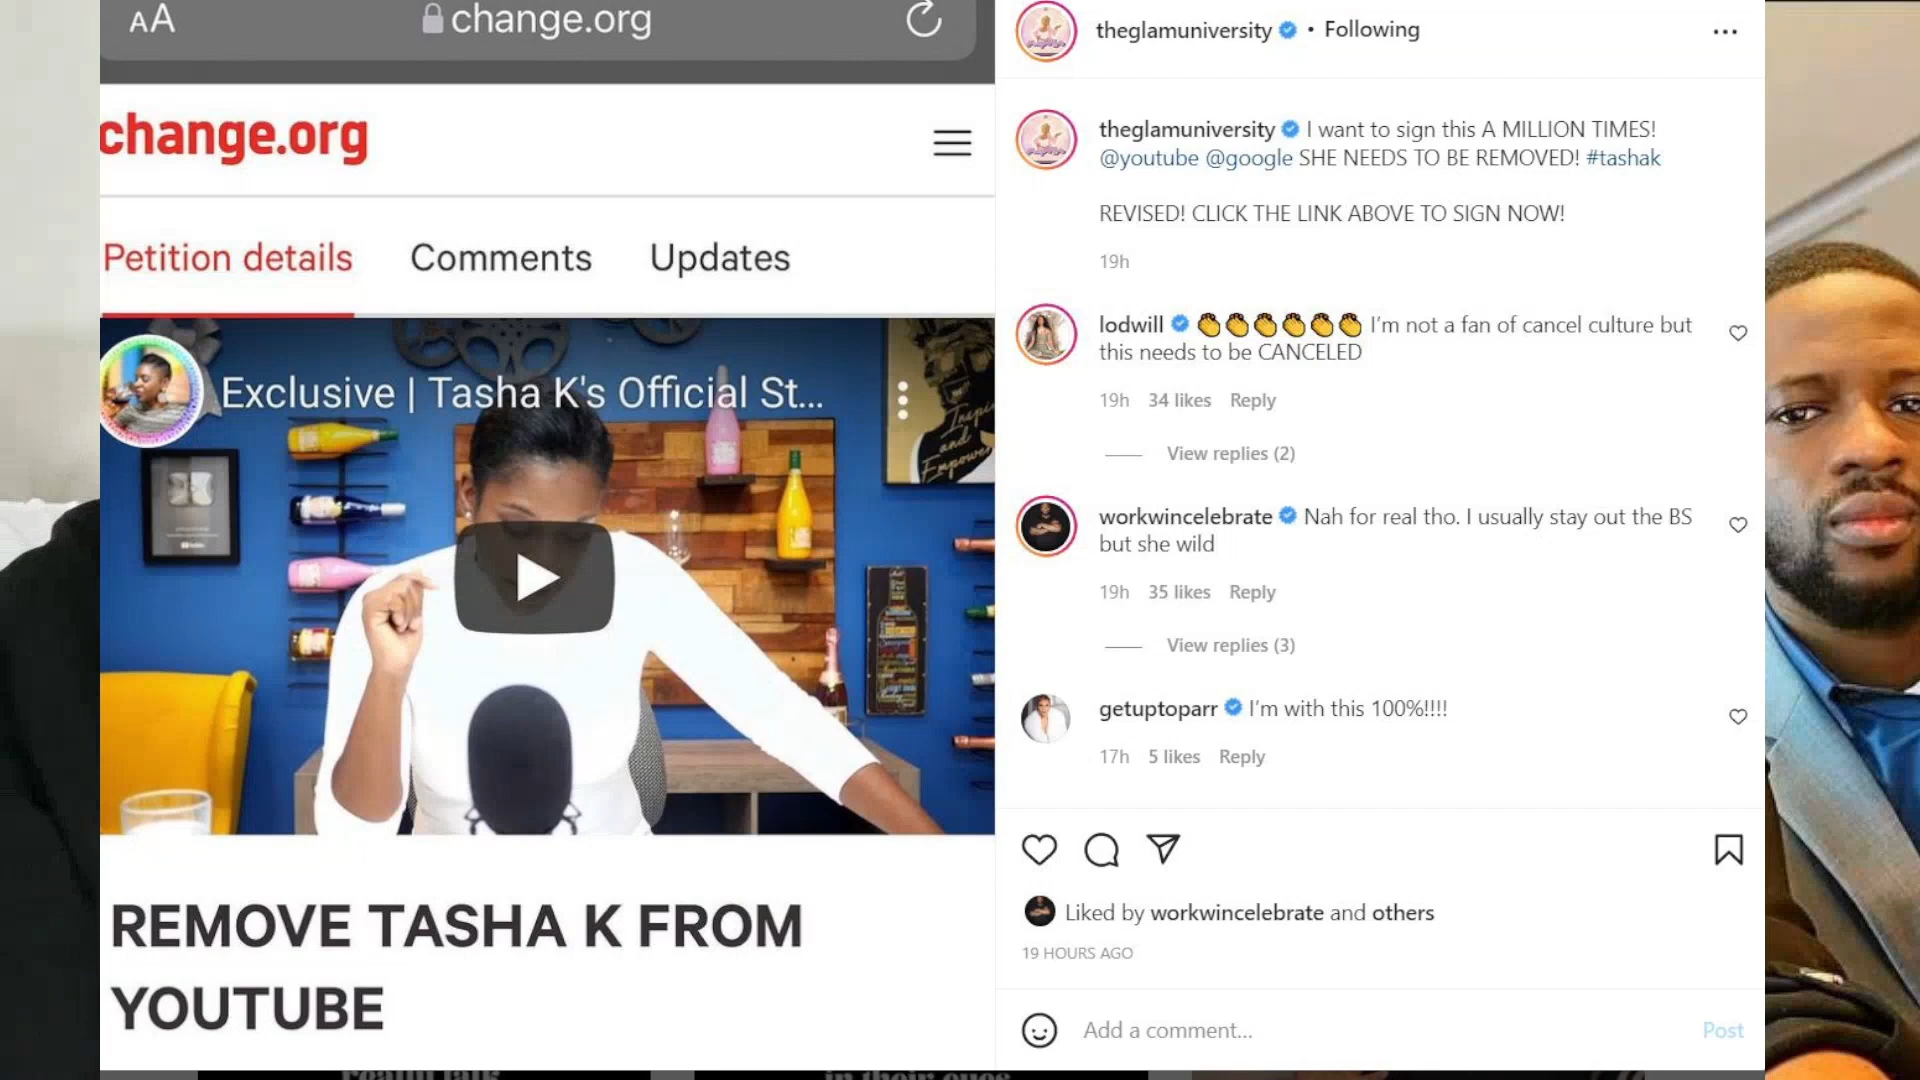 AA
change.org
change.org
Petition details
Comments
Updates
Exclusive | Tasha K's Official St...
Inspire
and
Empower
REMOVE TASHA K FROM
YOUTUBE
theglamuniversity • Following
theglamuniversity I want to sign this A MILLION TIMES!
@youtube @google SHE NEEDS TO BE REMOVED! #tashak
REVISED! CLICK THE LINK ABOVE TO SIGN NOW!
19h
lodwill 👏👏👏👏👏👏 I'm not a fan of cancel culture but
this needs to be CANCELED
19h 34 likes Reply
View replies (2)
workwincelebrate Nah for real tho. I usually stay out the BS
but she wild
19h 35 likes Reply
View replies (3)
getuptoparr I'm with this 100%!!!!
17h 5 likes Reply
Liked by workwincelebrate and others
19 HOURS AGO
Add a comment...
Post